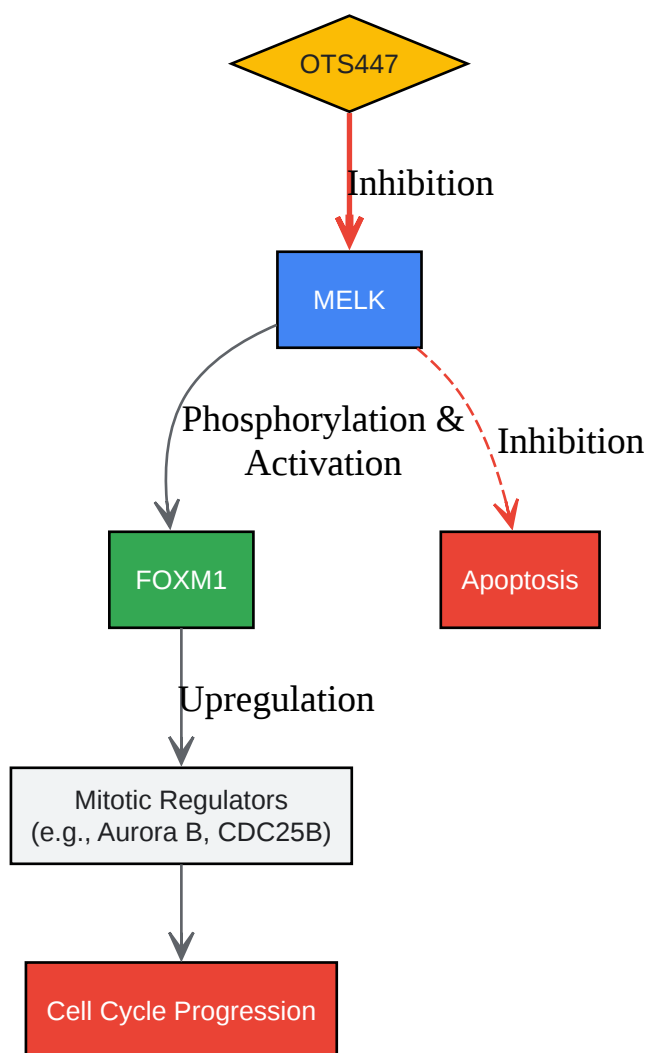 OTS447
Inhibition
MELK
Phosphorylation &
Activation
Inhibition
FOXM1
Apoptosis
Upregulation
Mitotic Regulators
(e.g., Aurora B, CDC25B)
Cell Cycle Progression